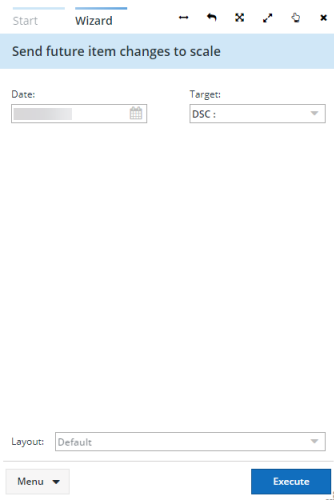 Start Wizard
Send future item changes to scale
Date: Target:
DSC :
Layout: Default
Menu Execute